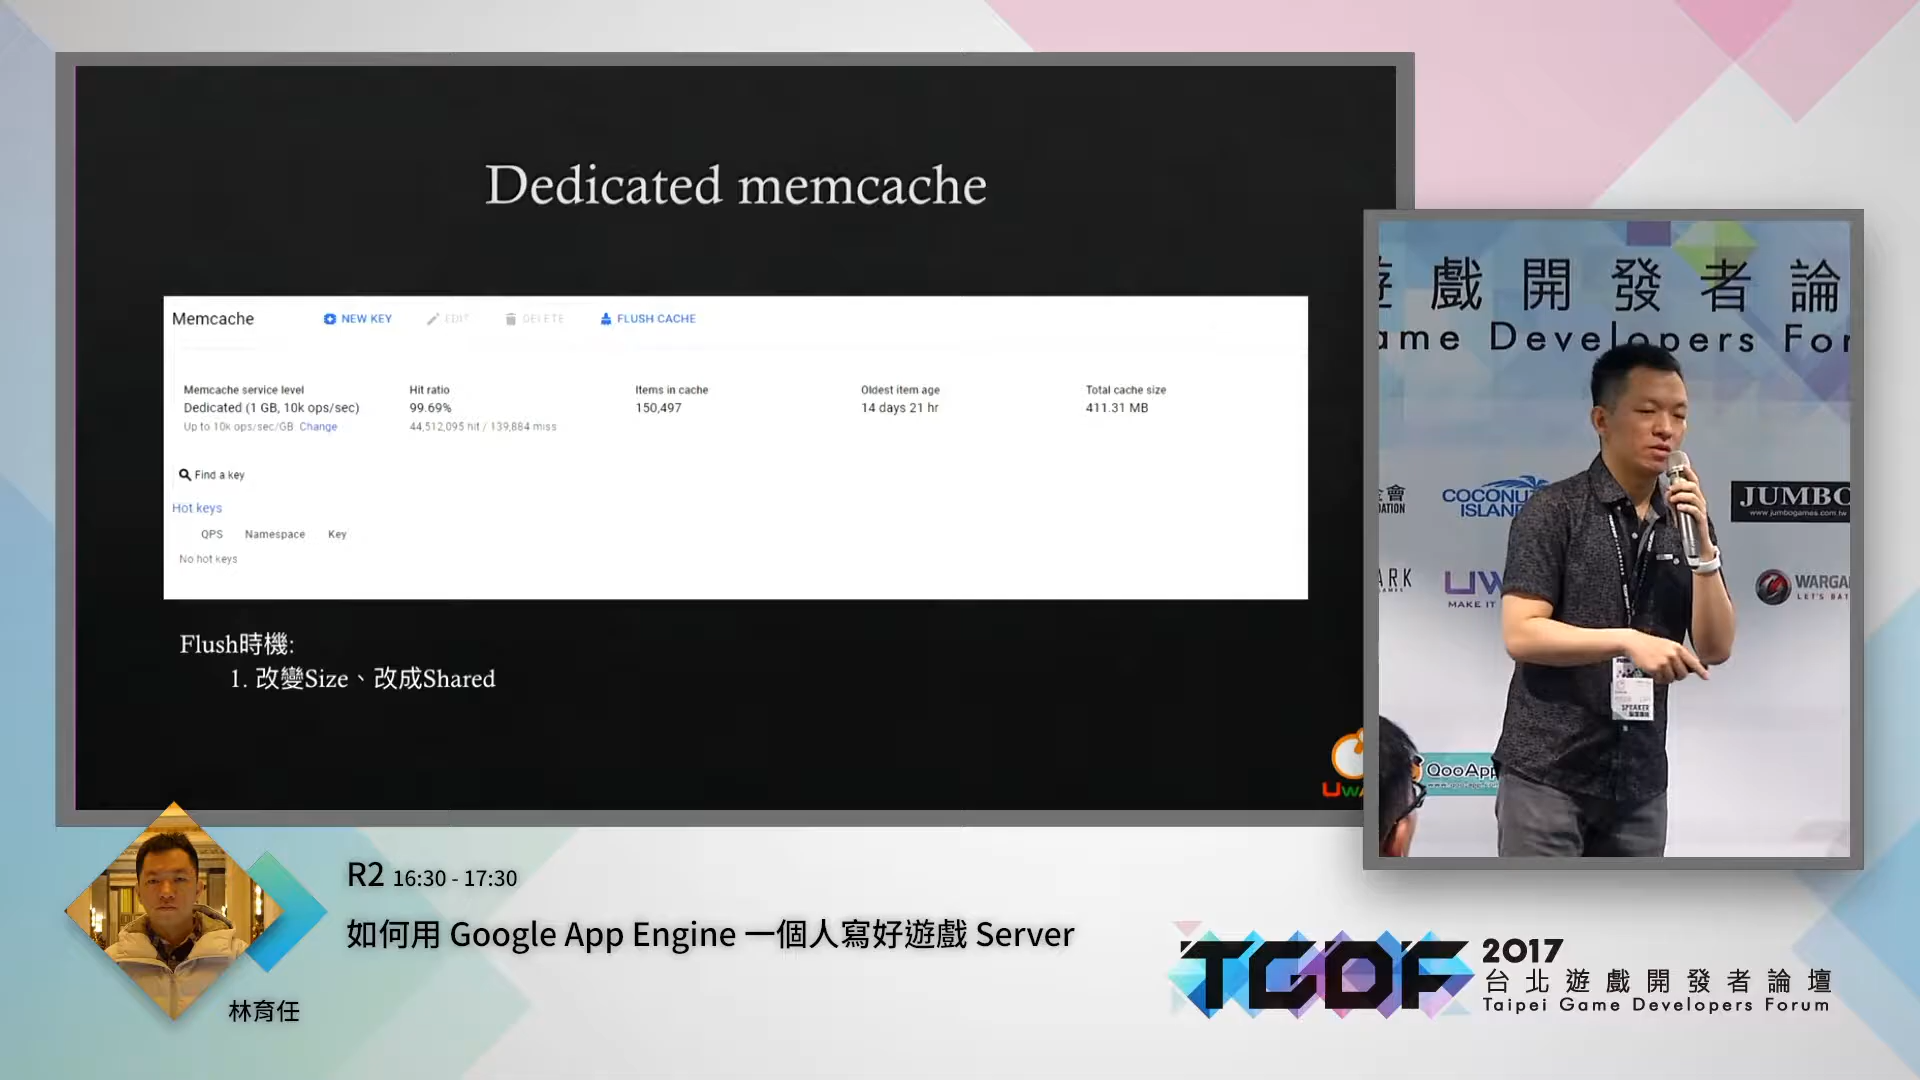 Dedicated memcache
Memcache
NEW KEY
EDIT
DELETE
FLUSH CACHE
Memcache service level
Dedicated (1 GB, 10k ops/sec)
Up to 10k ops/sec/GB Change
Hit ratio
99.69%
44,512,095 hit / 139,884 miss
Items in cache
150,497
Oldest item age
14 days 21 hr
Total cache size
411.31 MB
Find a key
Hot keys
QPS Namespace Key
No hot keys
Flush時機:
1. 改變Size、改成Shared
戲開發者論
ame Developers For
COCONUT
ISLAND
JUMBO
www.jumbogames.com.tw
UW
MAKE IT
WARGA
LET'S BAT
SPEAKER
QooApp
R2 16:30 - 17:30
如何用 Google App Engine 一個人寫好遊戲 Server
林育任
TGDF 2017
台北遊戲開發者論壇
Taipei Game Developers Forum